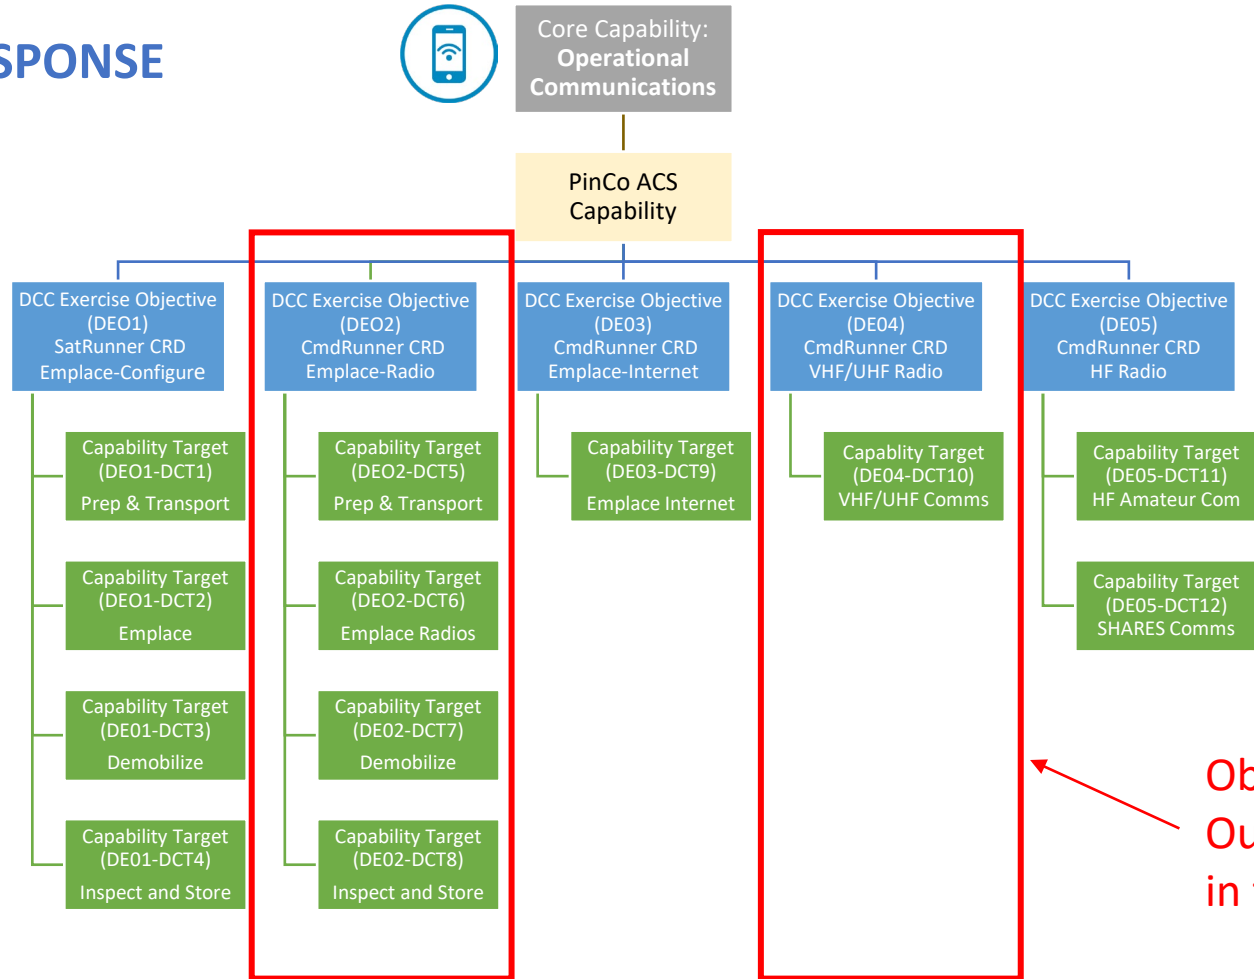 SPONSE
Core Capability:
Operational
Communications
PinCo ACS
Capability
DCC Exercise Objective
(DEO1)
SatRunner CRD
Emplace-Configure
Capability Target
(DEO1-DCT1)
Prep & Transport
Capability Target
(DEO1-DCT2)
Emplace
Capability Target
(DE01-DCT3)
Demobilize
Capability Target
(DE01-DCT4)
Inspect and Store
DCC Exercise Objective
(DEO2)
CmdRunner CRD
Emplace-Radio
Capability Target
(DEO2-DCT5)
Prep & Transport
Capability Target
(DEO2-DCT6)
Emplace Radios
Capability Target
(DE02-DCT7)
Demobilize
Capability Target
(DE02-DCT8)
Inspect and Store
DCC Exercise Objective
(DE03)
CmdRunner CRD
Emplace-Internet
Capability Target
(DE03-DCT9)
Emplace Internet
DCC Exercise Objective
(DE04)
CmdRunner CRD
VHF/UHF Radio
Capablity Target
(DE04-DCT10)
VHF/UHF Comms
DCC Exercise Objective
(DE05)
CmdRunner CRD
HF Radio
Capability Target
(DE05-DCT11)
HF Amateur Com
Capability Target
(DE05-DCT12)
SHARES Comms
Ob
Ou
in